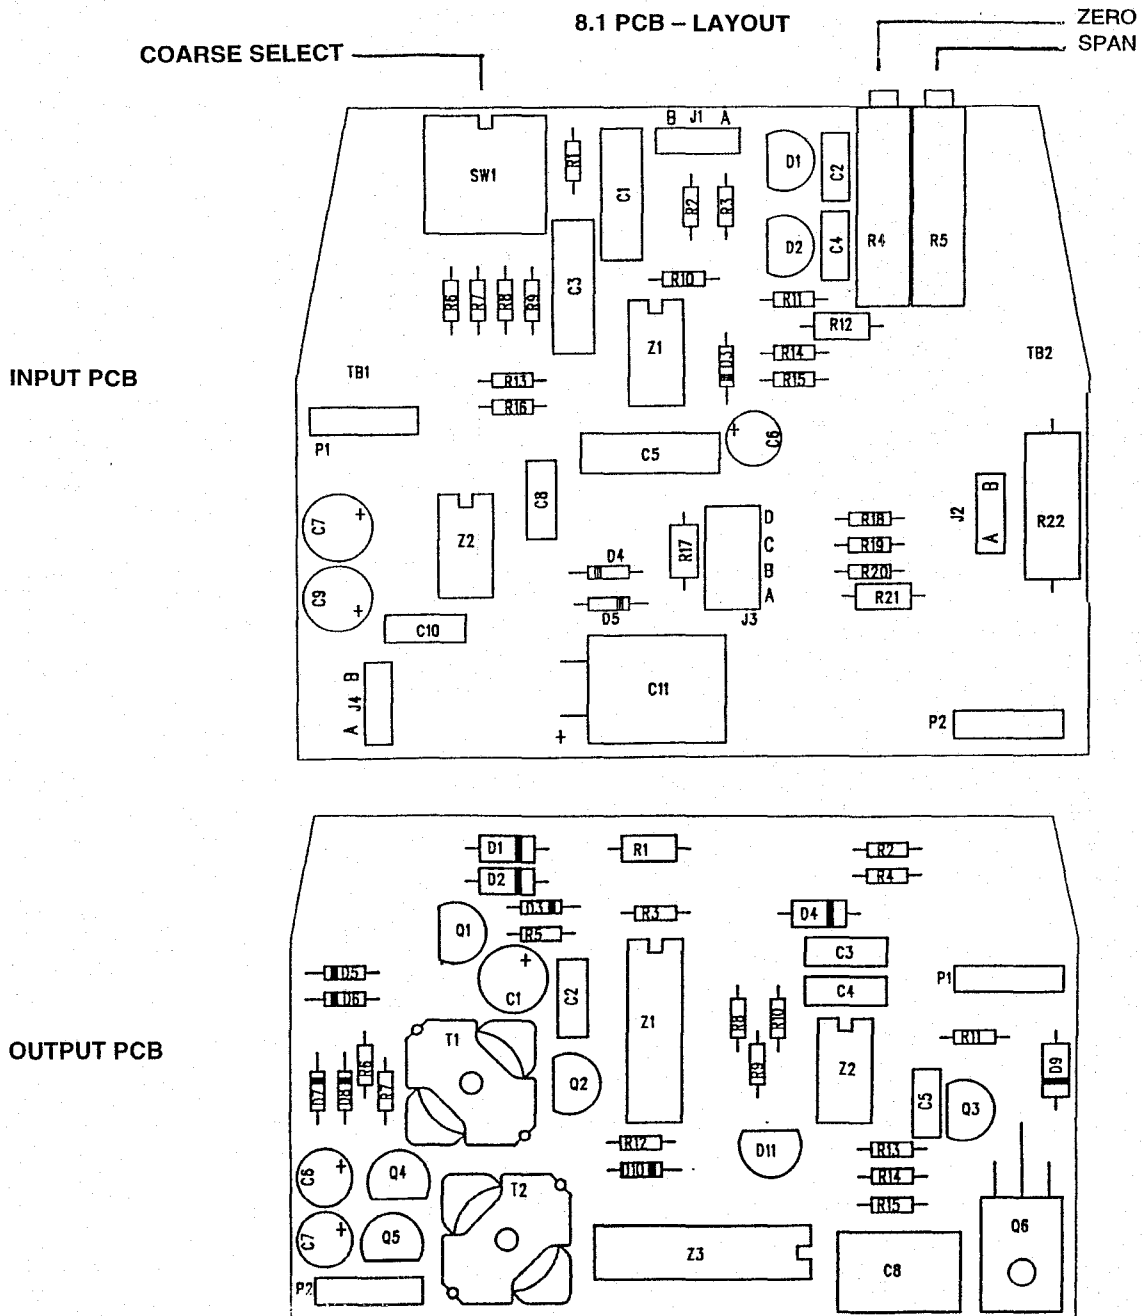 8.1 PCB – LAYOUT
ZERO
SPAN
COARSE SELECT
B J1 A
SW1
R1
C1
R2
R3
D1
C2
D2
C4
R4
R5
C3
R10
R6
R7
R8
R9
R11
R12
Z1
D3
R14
R15
TB2
INPUT PCB
TB1
R13
R16
P1
C5
+
C6
C8
C7
+
Z2
R17
D
C
B
A
J3
R18
R19
R20
R21
J2
B
A
R22
D4
D5
C9
+
C10
C11
+
B
J4
A
P2
D1
R1
R2
D2
R4
D3
R3
D4
Q1
R5
C3
D5
+
C1
C2
P1
D6
C4
Z1
R8
R10
OUTPUT PCB
T1
R11
R6
R9
Z2
D9
D7
D8
R7
Q2
C5
Q3
R12
D11
R13
D10
C6
+
Q4
T2
R14
R15
C7
+
Q5
Q6
Z3
C8
P2